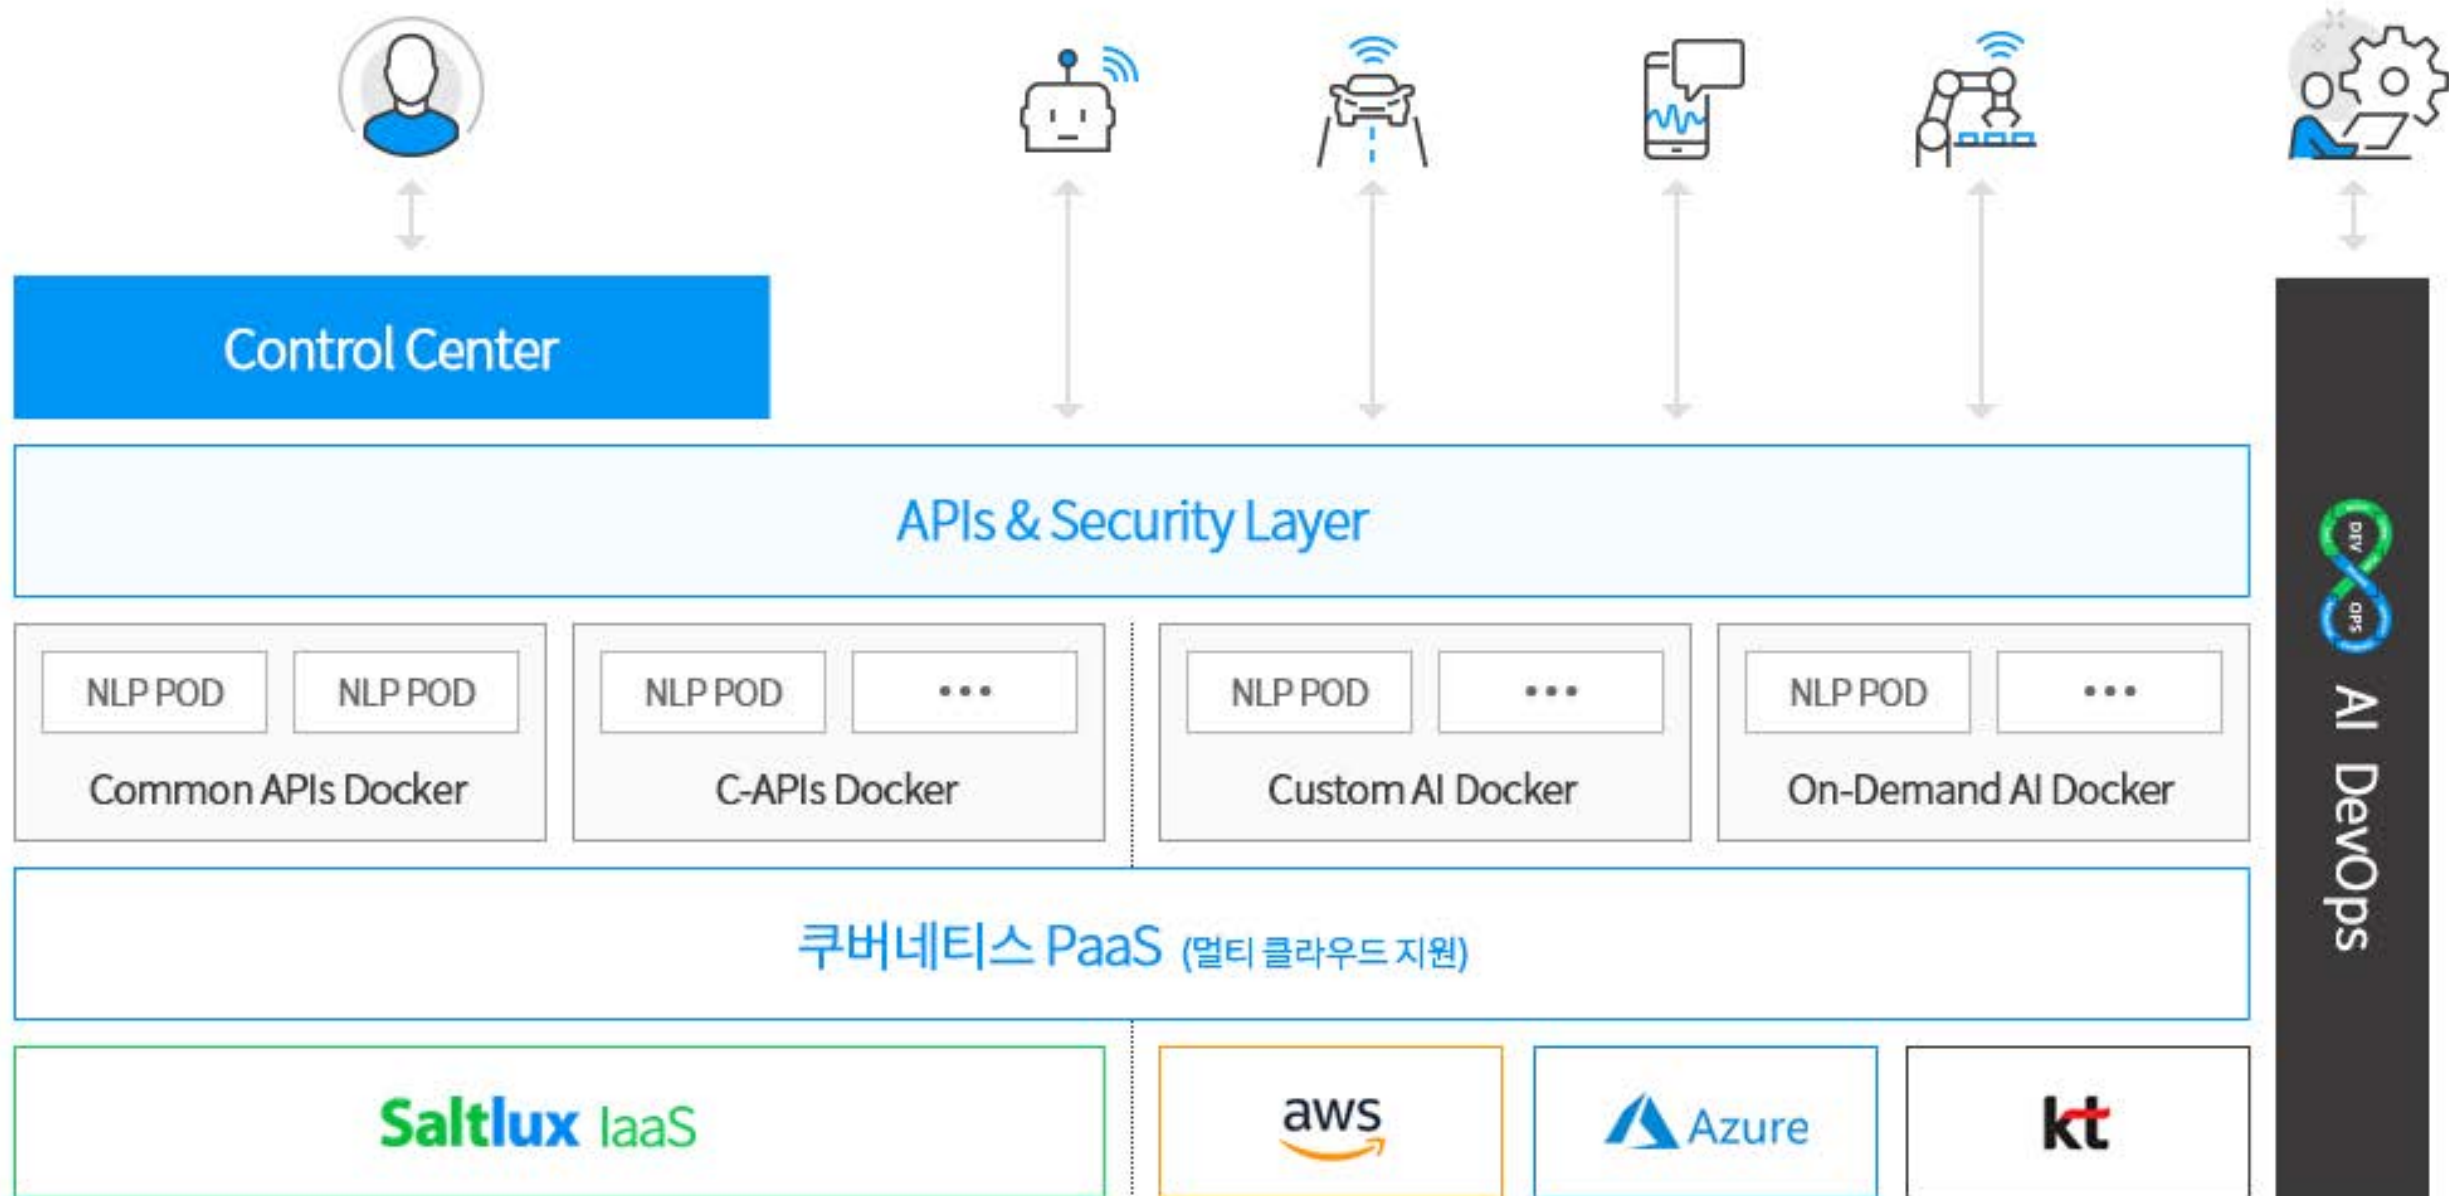 Control Center
APIs & Security Layer
NLP POD
NLP POD
Common APIs Docker
NLP POD
•••
C-APIs Docker
NLP POD
•••
Custom AI Docker
NLP POD
•••
On-Demand AI Docker
쿠버네티스 PaaS (멀티 클라우드 지원)
Saltlux IaaS
aws
Azure
kt
DEV
OPS
AI DevOps